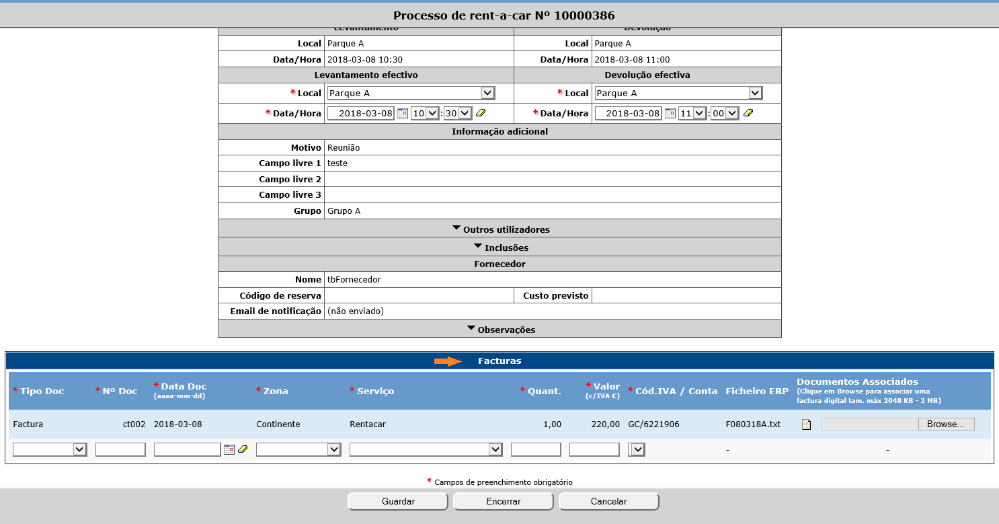 Processo de rent-a-car Nº 10000386
Levantamento Devolução
Local Parque A Local Parque A
Data/Hora 2018-03-08 10:30 Data/Hora 2018-03-08 11:00
Levantamento efectivo Devolução efectiva
* Local Parque A * Local Parque A
* Data/Hora 2018-03-08 10 : 30 * Data/Hora 2018-03-08 11 : 00
Informação adicional
Motivo Reunião
Campo livre 1 teste
Campo livre 2
Campo livre 3
Grupo Grupo A
Outros utilizadores
Inclusões
Fornecedor
Nome tbFornecedor
Código de reserva Custo previsto
Email de notificação (não enviado)
Observações
Facturas
* Tipo Doc * Nº Doc * Data Doc (aaaa-mm-dd) * Zona * Serviço * Quant. * Valor (c/IVA €) * Cód.IVA / Conta Ficheiro ERP Documentos Associados
(Clique em Browse para associar uma
factura digital tam. máx 2048 KB - 2 MB)
Factura ct002 2018-03-08 Continente Rentacar 1,00 220,00 GC/6221906 F080318A.txt Browse...
- -
* Campos de preenchimento obrigatório
Guardar Encerrar Cancelar